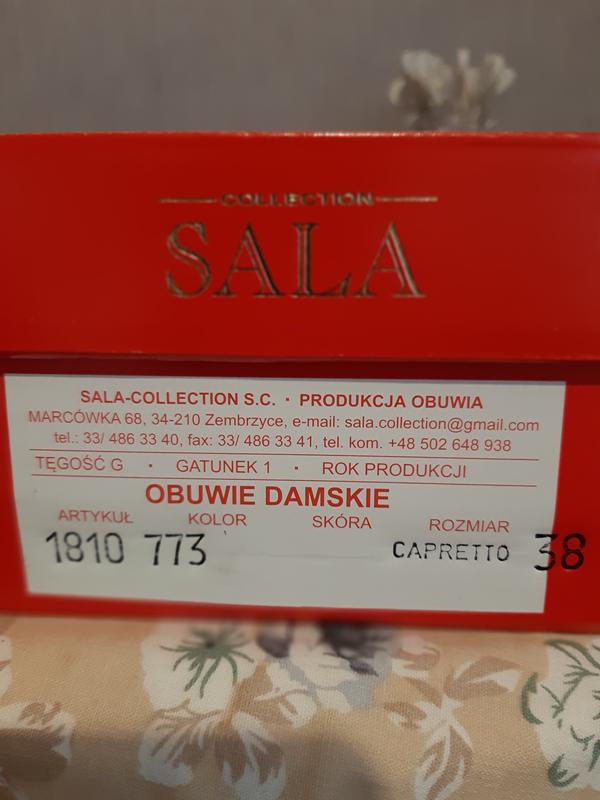 COLLECTION
SALA
SALA-COLLECTION S.C. · PRODUKCJA OBUWIA
MARCÓWKA 68, 34-210 Zembrzyce, e-mail: sala.collection@gmail.com
tel.: 33/ 486 33 40, fax: 33/ 486 33 41, tel. kom. +48 502 648 938
TĘGOŚĆ G · GATUNEK 1 · ROK PRODUKCJI
OBUWIE DAMSKIE
ARTYKUŁ KOLOR SKÓRA ROZMIAR
1810 773 CAPRETTO 38